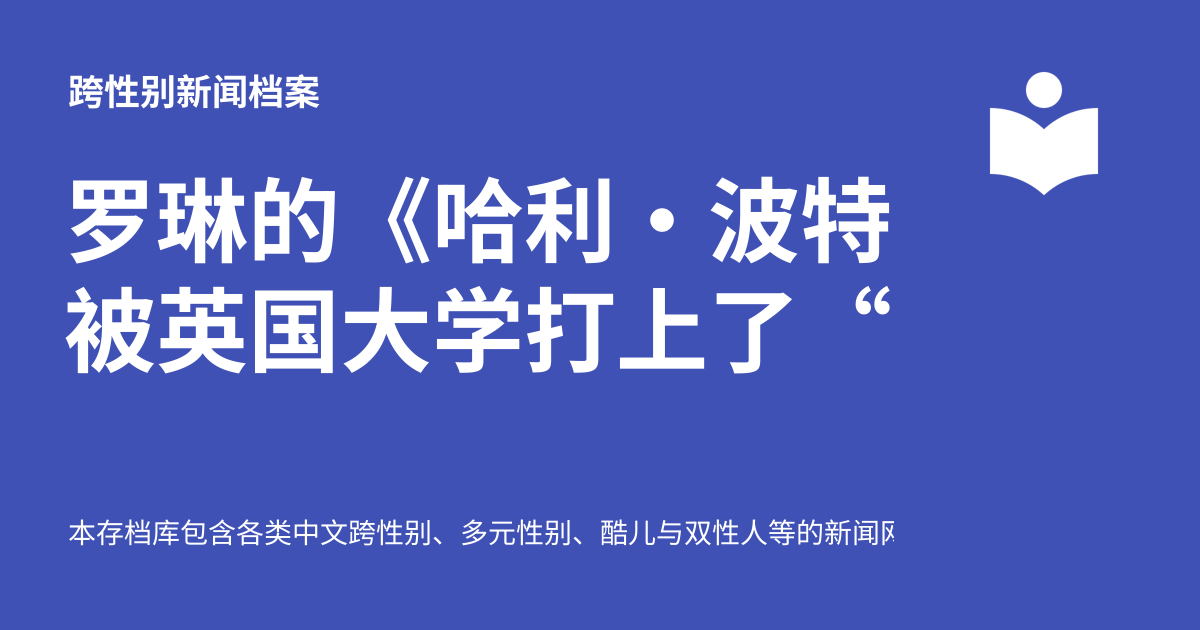 跨性别新闻档案
罗琳的《哈利·波特
被英国大学打上了 “
本存档库包含各类中文跨性别、多元性别、酷儿与双性人等的新闻